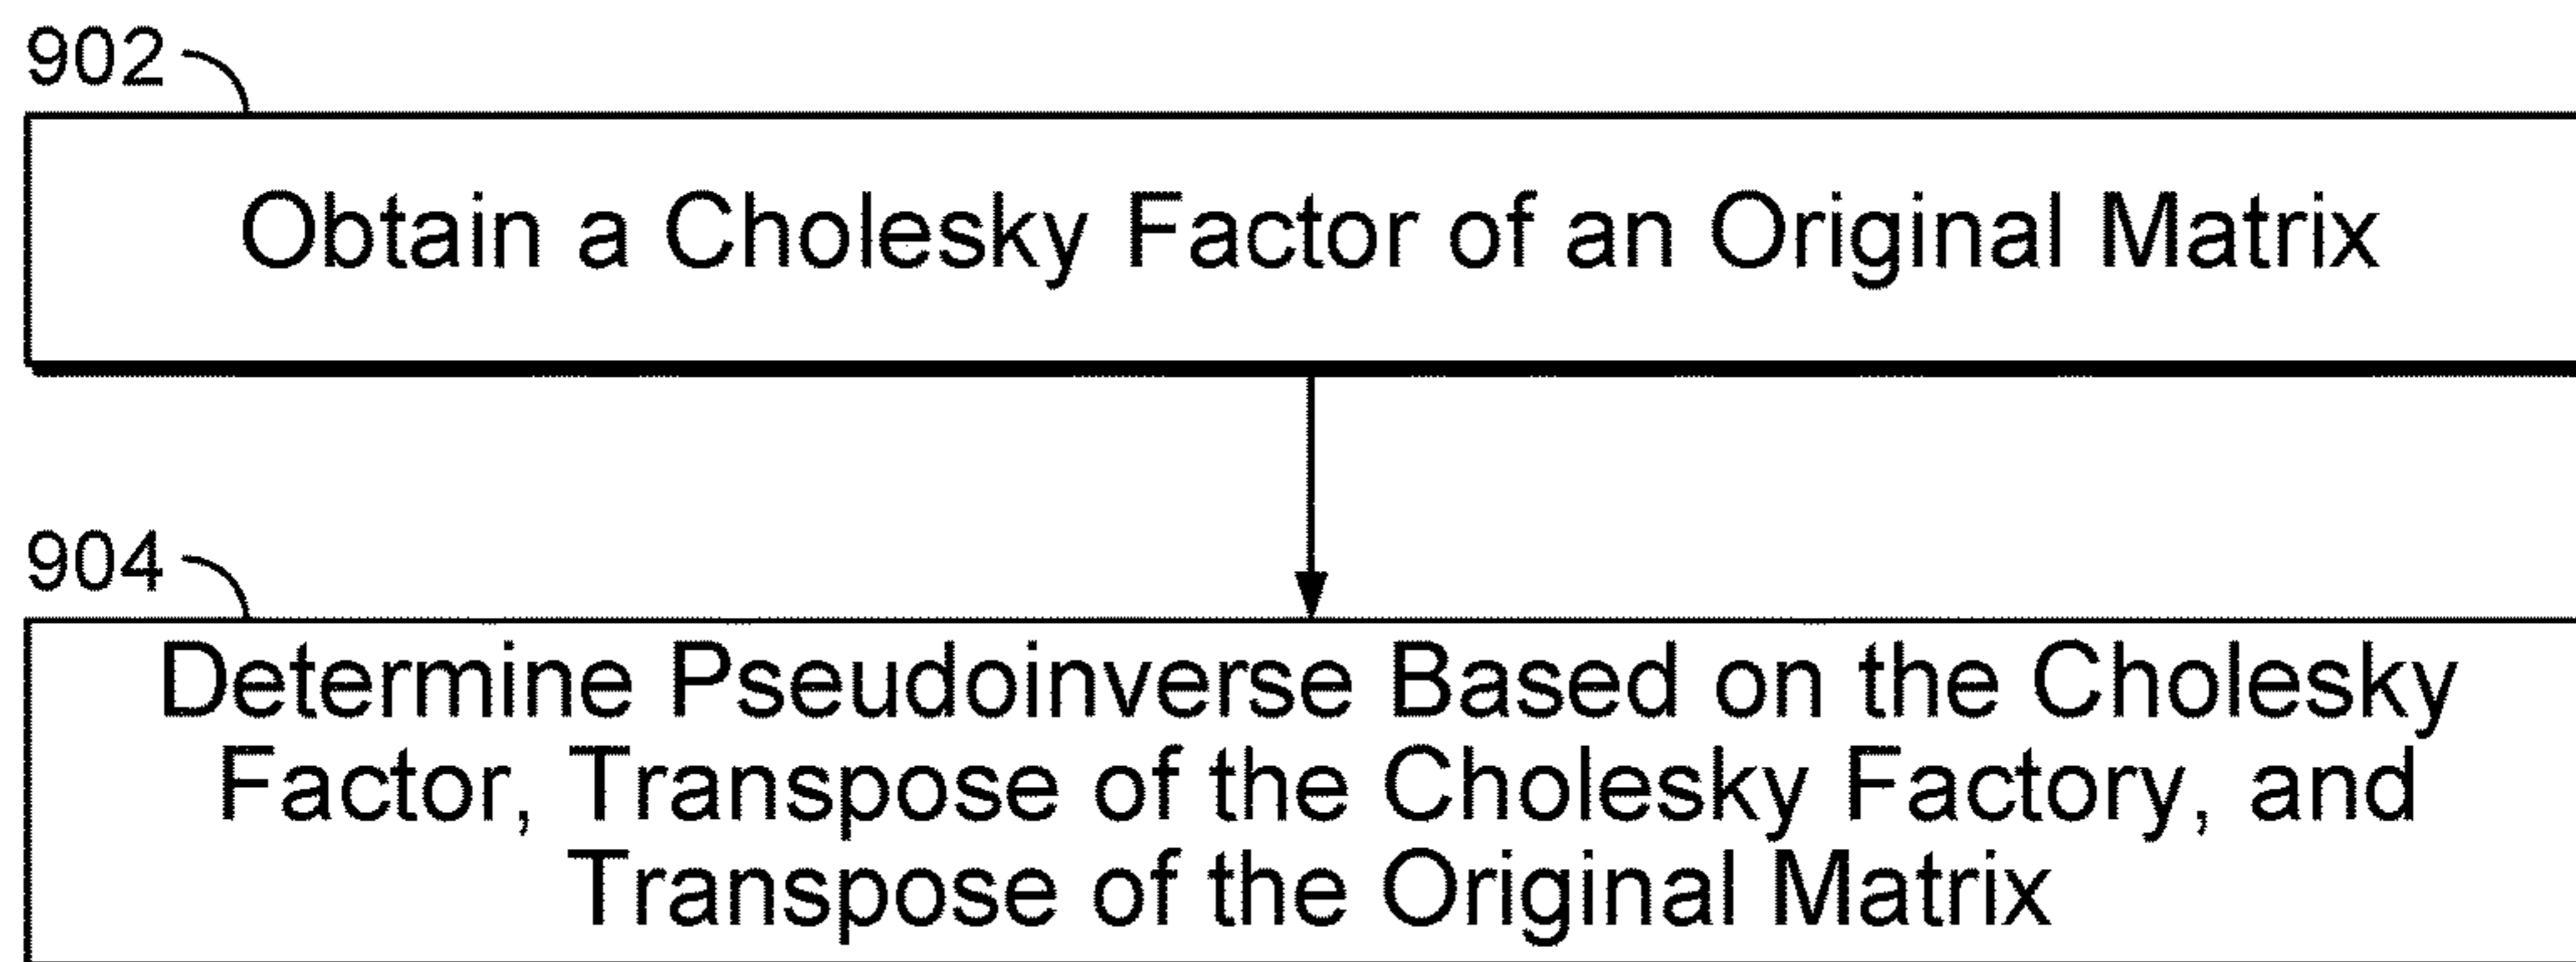 902
Obtain a Cholesky Factor of an Original Matrix
904
Determine Pseudoinverse Based on the Cholesky
Factor, Transpose of the Cholesky Factory, and
Transpose of the Original Matrix